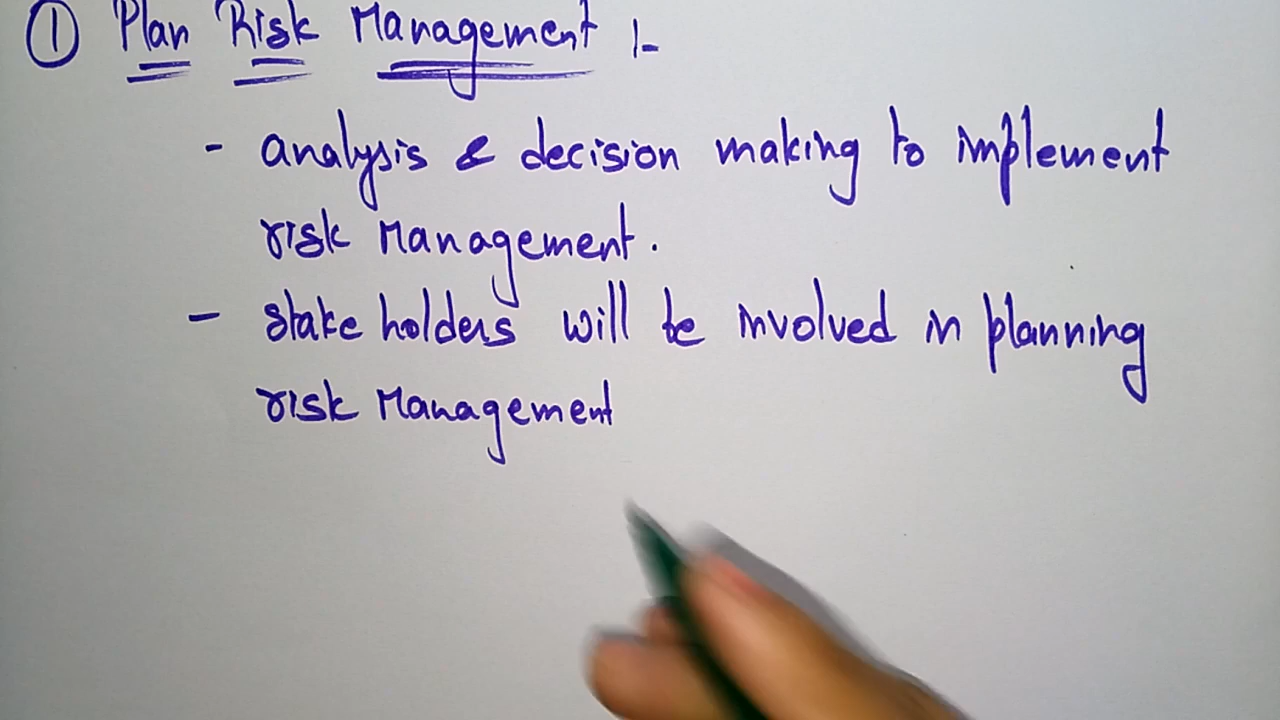 ① Plan Risk Management :-
- analysis & decision making to implement
risk management.
- stake holders will be involved in planning
risk management